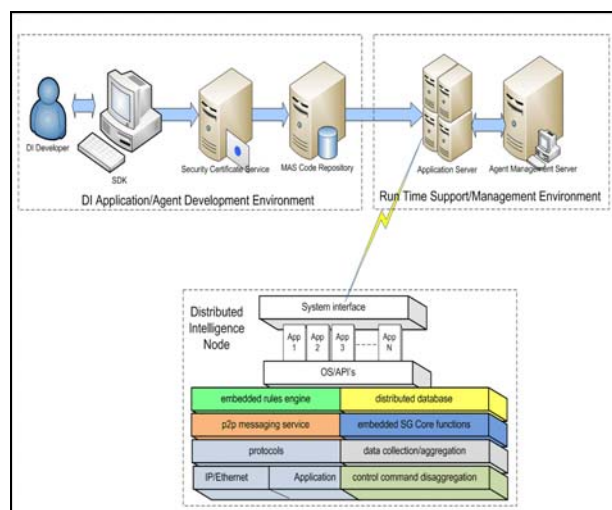 DI Developer
SDK
Security Certificate Service
MAS Code Repository
DI Application/Agent Development Environment
Application Server
Agent Management Server
Run Time Support/Management Environment
Distributed
Intelligence
Node
System interface
App
1
App
2
App
3
App
N
OS/API's
embedded rules engine
distributed database
p2p messaging service
embedded SG Core functions
protocols
data collection/aggregation
IP/Ethernet
Application
control command disaggregation